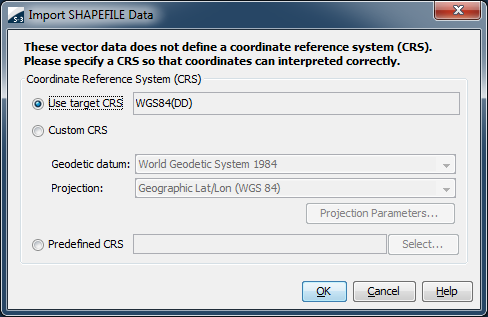 S-3 Import SHAPEFILE Data
These vector data does not define a coordinate reference system (CRS).
Please specify a CRS so that coordinates can interpreted correctly.
Coordinate Reference System (CRS)
Use target CRS WGS84(DD)
Custom CRS
Geodetic datum: World Geodetic System 1984
Projection: Geographic Lat/Lon (WGS 84)
Projection Parameters...
Predefined CRS Select...
OK Cancel Help